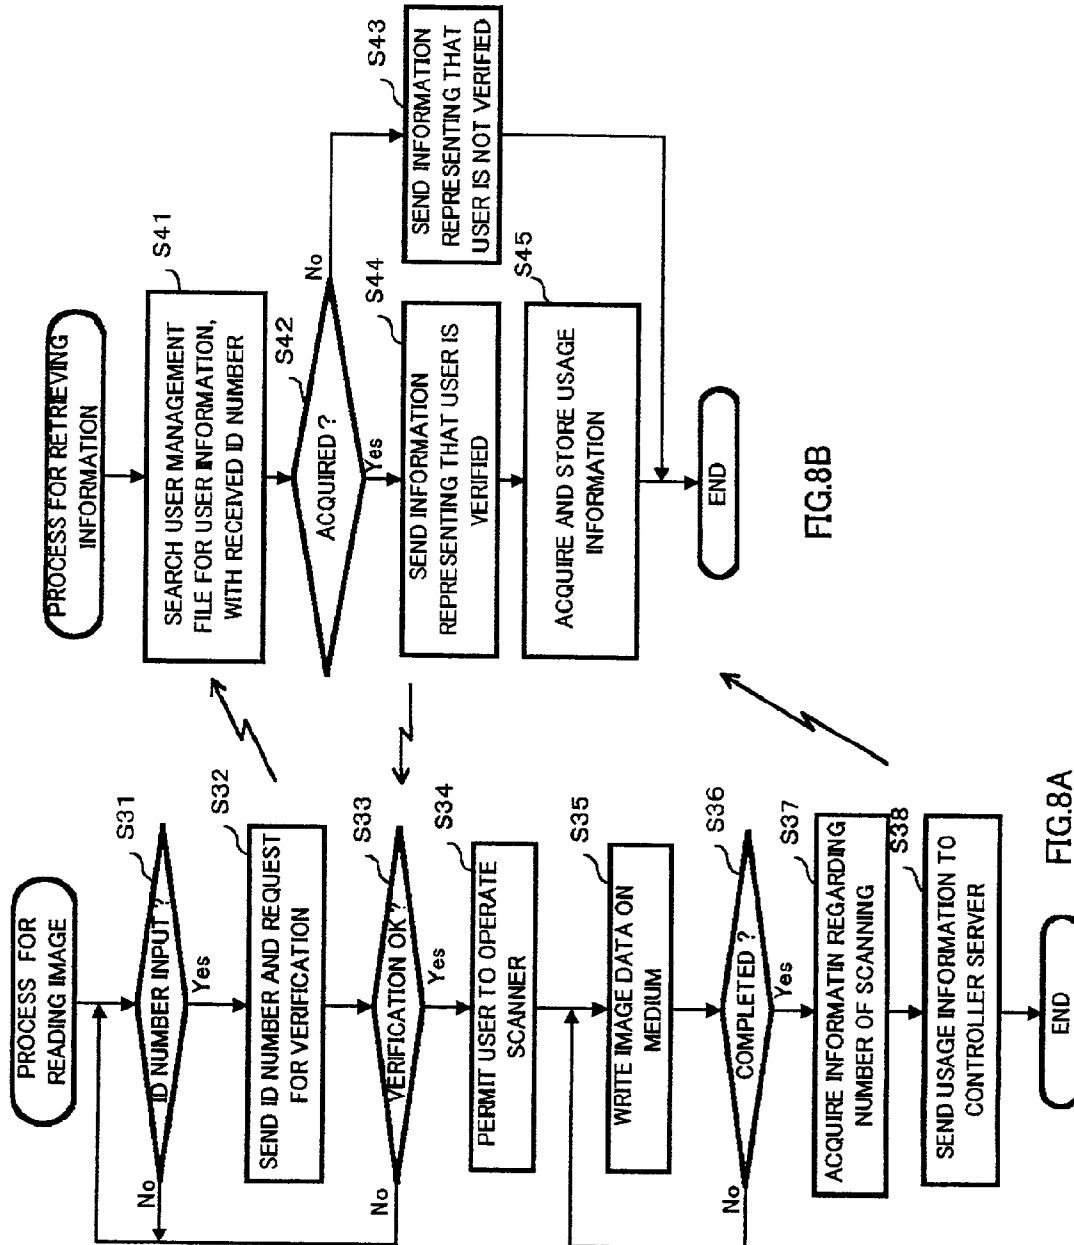 PROCESS FOR
READING IMAGE
S31
ID NUMBER INPUT ?
No
Yes
S32
SEND ID NUMBER AND REQUEST
FOR VERIFICATION
S33
VERIFICATION OK ?
No
Yes
S34
PERMIT USER TO OPERATE
SCANNER
S35
WRITE IMAGE DATA ON
MEDIUM
S36
COMPLETED ?
No
Yes
S37
ACQUIRE INFORMATIN REGARDING
NUMBER OF SCANNING
S38
SEND USAGE INFORMATION TO
CONTROLLER SERVER
END
FIG.8A
PROCESS FOR RETRIEVING
INFORMATION
S41
SEARCH USER MANAGEMENT
FILE FOR USER INFORMATION,
WITH RECEIVED ID NUMBER
S42
ACQUIRED ?
No
Yes
S43
SEND INFORMATION
REPRESENTING THAT
USER IS NOT VERIFIED
S44
SEND INFORMATION
REPRESENTING THAT USER IS
VERIFIED
S45
ACQUIRE AND STORE USAGE
INFORMATION
END
FIG.8B